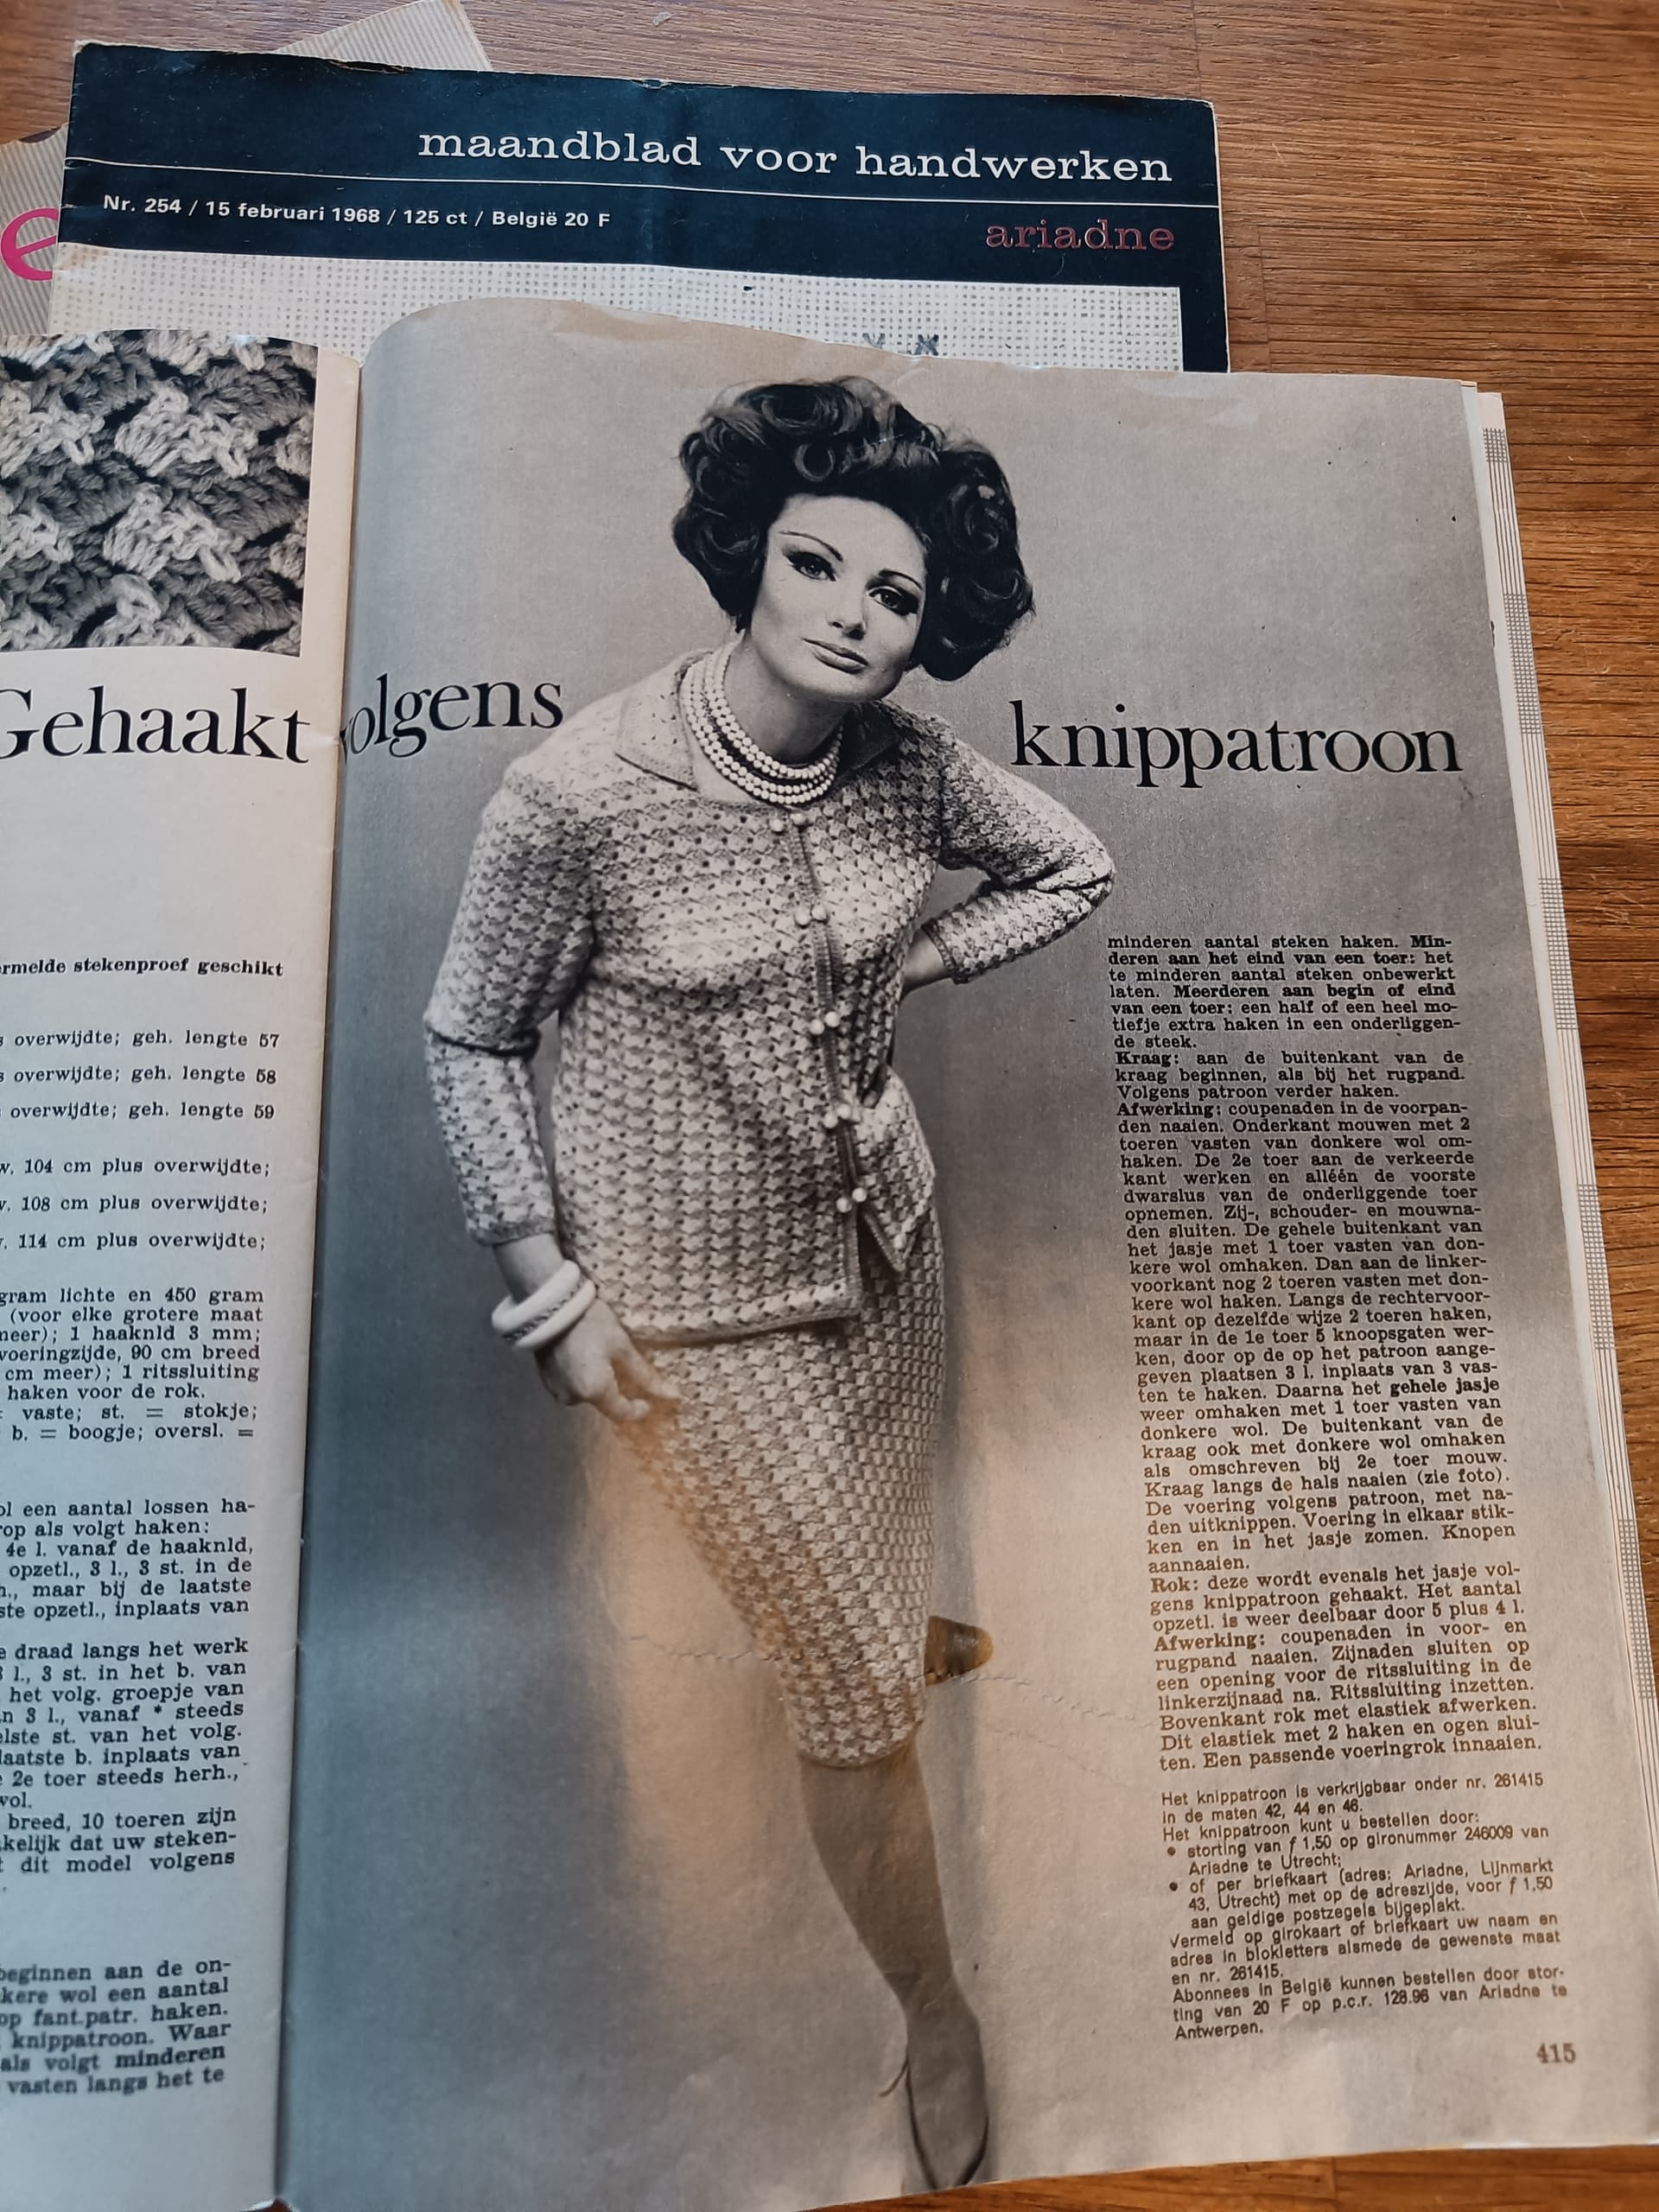 maandblad voor handwerken
Nr. 254 / 15 februari 1968 / 125 ct / België 20 F
ariadne
e
Gehaakt volgens knippatroon
stekenproef geschikt
overwijdte; geh. lengte 57
overwijdte; geh. lengte 58
overwijdte; geh. lengte 59
104 cm plus overwijdte;
108 cm plus overwijdte;
114 cm plus overwijdte;
gram lichte en 450 gram
(voor elke grotere maat
meer); 1 haaknld 3 mm;
voeringzijde, 90 cm breed
cm meer); 1 ritssluiting
haken voor de rok.
= vaste; st. = stokje;
b. = boogje; oversl. =
een aantal lossen ha-
op als volgt haken:
4e l. vanaf de haaknld,
opzetl., 3 l., 3 st. in de
maar bij de laatste
opzetl., inplaats van
draad langs het werk
3 l., 3 st. in het b. van
het volg. groepje van
3 l., vanaf * steeds
st. van het volg.
laatste b. inplaats van
2e toer steeds herh.,
wol.
breed, 10 toeren zijn
dat uw steken-
dit model volgens
beginnen aan de on-
wol een aantal
op fant.patr. haken.
knippatroon. Waar
als volgt minderen
vasten langs het te
minderen aantal steken haken. Min-
deren aan het eind van een toer: het
te minderen aantal steken onbewerkt
laten. Meerderen aan begin of eind
van een toer: een half of een heel mo-
tiefje extra haken in een onderliggen-
de steek.
Kraag: aan de buitenkant van de
kraag beginnen, als bij het rugpand.
Volgens patroon verder haken.
Afwerking: coupenaden in de voorpan-
den naaien. Onderkant mouwen met 2
toeren vasten van donkere wol om-
haken. De 2e toer aan de verkeerde
kant werken en alléén de voorste
dwarslus van de onderliggende toer
opnemen. Zij-, schouder- en mouwna-
den sluiten. De gehele buitenkant van
het jasje met 1 toer vasten van don-
kere wol omhaken. Dan aan de linker-
voorkant nog 2 toeren vasten met don-
kere wol haken. Langs de rechtervoor-
kant op dezelfde wijze 2 toeren haken,
maar in de 1e toer 5 knoopsgaten wer-
ken, door op de op het patroon aange-
geven plaatsen 3 l. inplaats van 3 vas-
ten te haken. Daarna het gehele jasje
weer omhaken met 1 toer vasten van
donkere wol. De buitenkant van de
kraag ook met donkere wol omhaken
als omschreven bij 2e toer mouw.
Kraag langs de hals naaien (zie foto).
De voering volgens patroon, met na-
den uitknippen. Voering in elkaar stik-
ken en in het jasje zomen. Knopen
aannaaien.
Rok: deze wordt evenals het jasje vol-
gens knippatroon gehaakt. Het aantal
opzetl. is weer deelbaar door 5 plus 4 l.
Afwerking: coupenaden in voor- en
rugpand naaien. Zijnaden sluiten op
een opening voor de ritssluiting in de
linkerzijnaad na. Ritssluiting inzetten.
Bovenkant rok met elastiek afwerken.
Dit elastiek met 2 haken en ogen slui-
ten. Een passende voeringrok innaaien.
Het knippatroon is verkrijgbaar onder nr. 261415
in de maten 42, 44 en 46.
Het knippatroon kunt u bestellen door:
• storting van f 1,50 op gironummer 246009 van
Ariadne te Utrecht;
• of per briefkaart (adres: Ariadne, Lijnmarkt
43, Utrecht) met op de adreszijde, voor f 1,50
aan geldige postzegels bijgeplakt.
Vermeld op girokaart of briefkaart uw naam en
adres in blokletters alsmede de gewenste maat
en nr. 261415.
Abonnees in België kunnen bestellen door stor-
ting van 20 F op p.c.r. 128.96 van Ariadne te
Antwerpen.
415